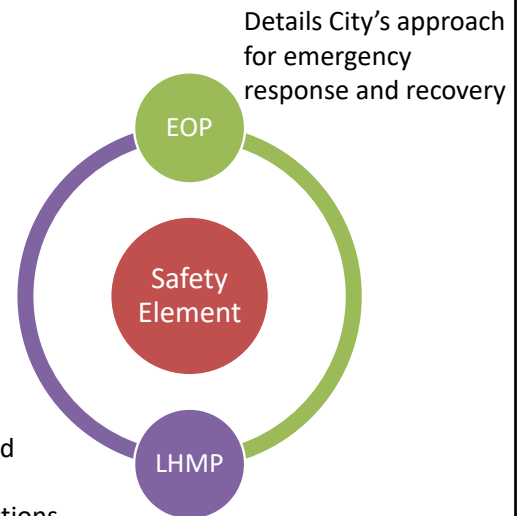 Details City’s approach
for emergency
response and recovery
EOP
Safety
Element
LHMP